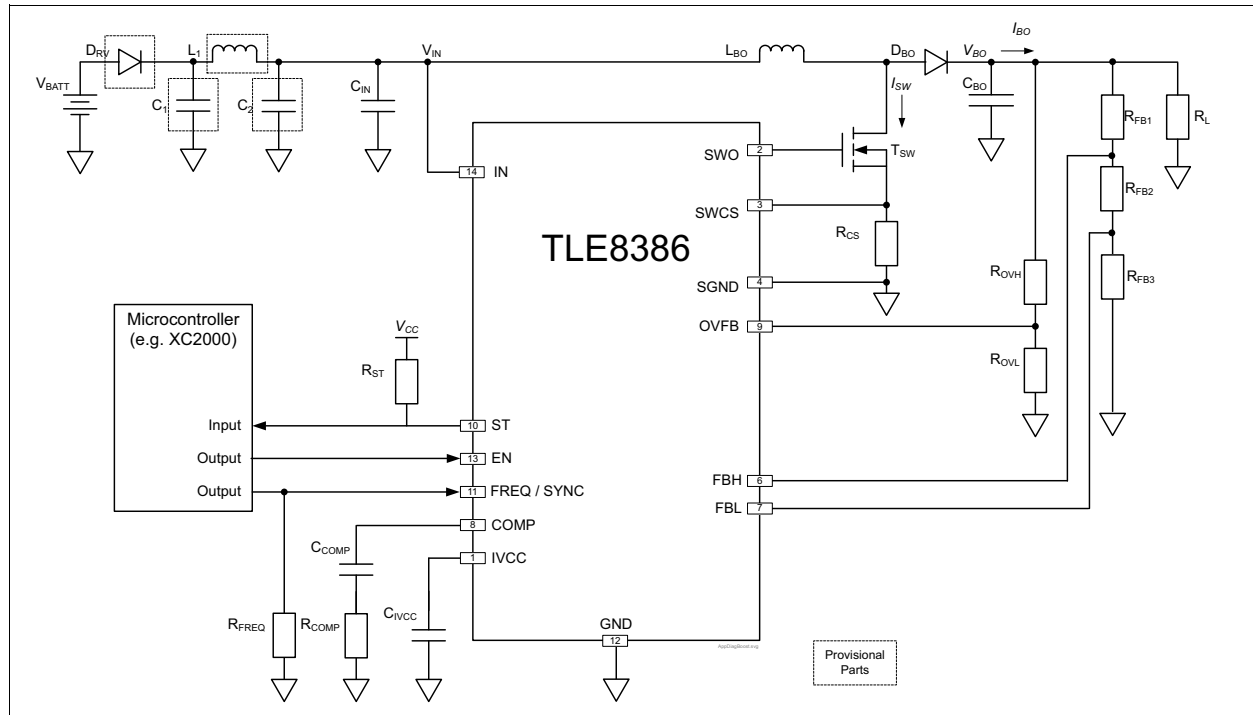 D_RV
L_1
V_BATT
C_1
C_2
C_IN
V_IN
L_BO
D_BO
V_BO
I_BO
I_SW
C_BO
R_FB1
R_L
T_SW
R_FB2
R_CS
R_FB3
R_OVH
R_OVL
TLE8386
14 IN
SWO 2
SWCS 3
SGND 4
OVFB 9
FBH 6
FBL 7
10 ST
13 EN
11 FREQ / SYNC
8 COMP
1 IVCC
GND
12
Microcontroller
(e.g. XC2000)
Input
Output
Output
V_CC
R_ST
C_COMP
R_FREQ
R_COMP
C_IVCC
AppDiagBoost.svg
Provisional
Parts